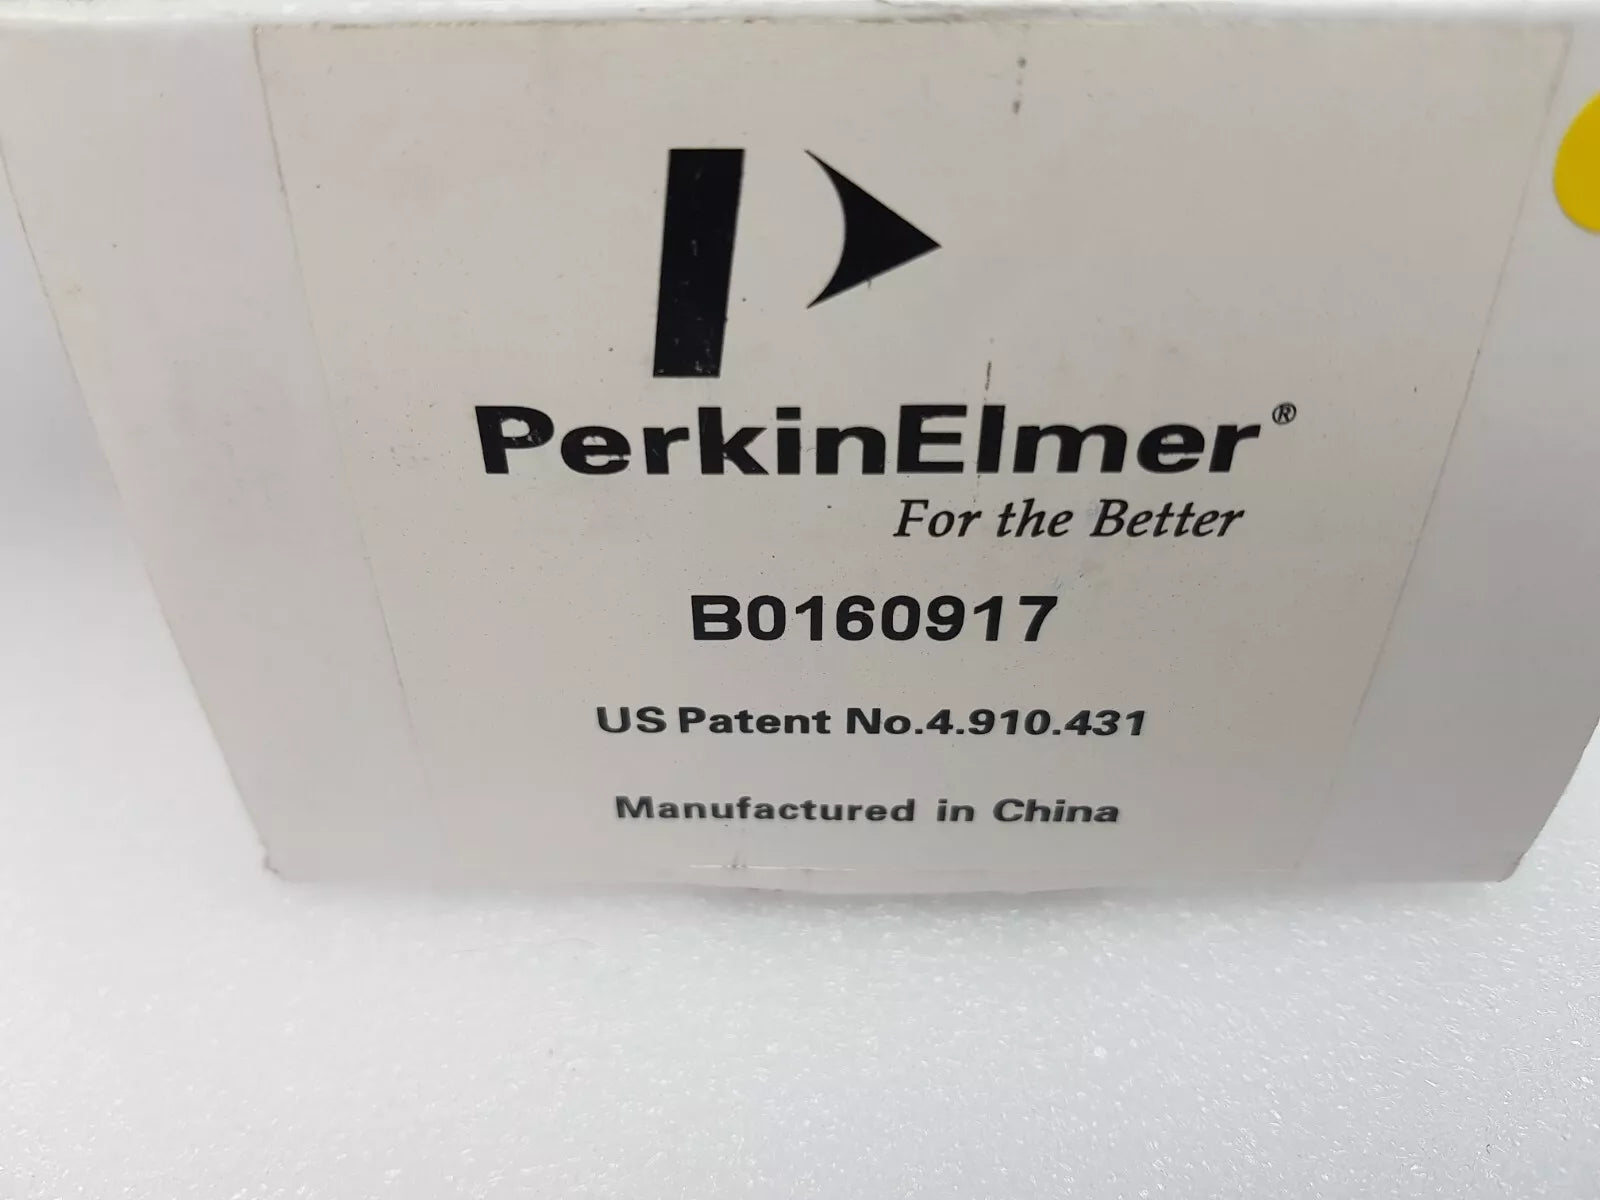 PerkinElmer®
For the Better
B0160917
US Patent No.4.910.431
Manufactured in China